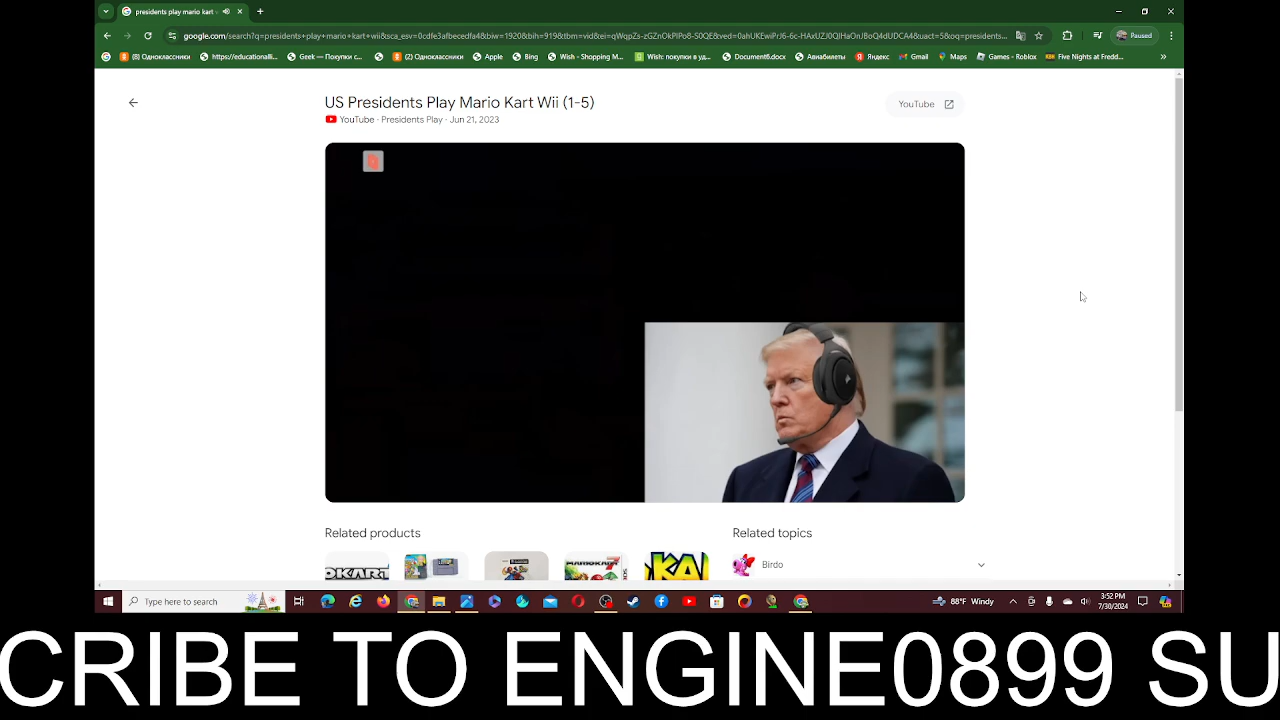 presidents play mario kart
google.com/search?q=presidents+play+mario+kart+wii&sca_esv=0cdfe3afbecedfa4&biw=1920&bih=919&tbm=vid&ei=qWqpZs-zGZnOkPIPo8-S0QE&ved=0ahUKEwiPrJ6-6c-HAxUZJ0QIHaOnJBoQ4dUDCA4&uact=5&oq=presidents...
Paused
(8) Одноклассники
https://educationalli...
Geek — Покупки с...
(2) Одноклассники
Apple
Bing
Wish - Shopping M...
Wish: покупки в уд...
Document6.docx
Авиабилеты
Яндекс
Gmail
Maps
Games - Roblox
Five Nights at Fredd...
US Presidents Play Mario Kart Wii (1-5)
YouTube · Presidents Play · Jun 21, 2023
YouTube
Related products
Related topics
Birdo
Type here to search
88°F Windy
3:52 PM
7/30/2024
CRIBE TO ENGINE0899 SU